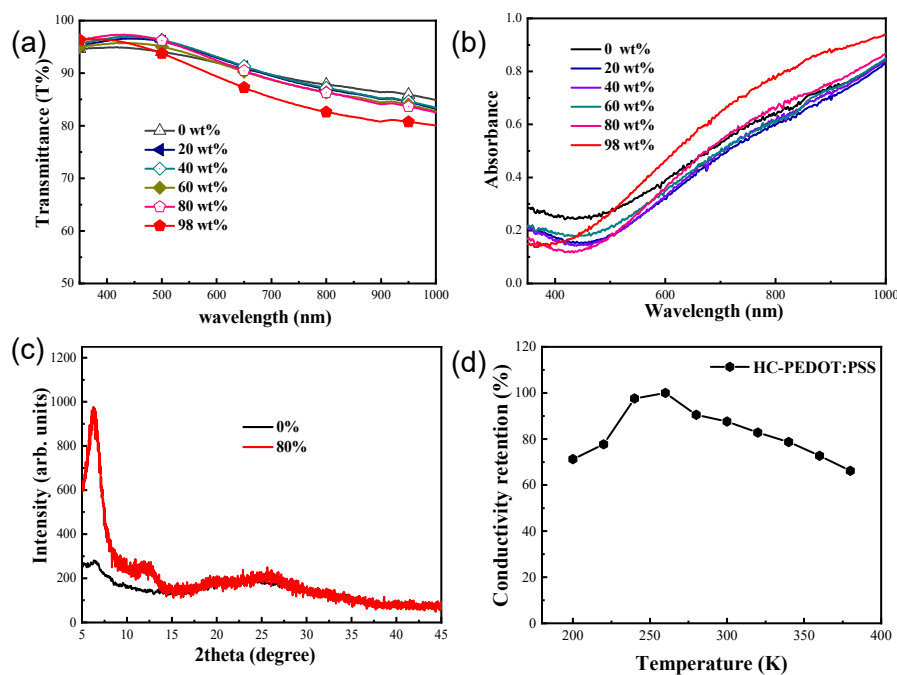 (a)
100
90
80
70
60
50
Transmittance (T%)
0 wt%
20 wt%
40 wt%
60 wt%
80 wt%
98 wt%
400 500 600 700 800 900 1000
wavelength (nm)
(b)
1.0
0.8
0.6
0.4
0.2
0.0
Absorbance
0 wt%
20 wt%
40 wt%
60 wt%
80 wt%
98 wt%
400 600 800 1000
Wavelength (nm)
(c)
1200
1000
800
600
400
200
0
Intensity (arb. units)
0%
80%
5 10 15 20 25 30 35 40 45
2theta (degree)
(d)
120
100
80
60
40
20
0
Conductivity retention (%)
HC-PEDOT:PSS
200 250 300 350 400
Temperature (K)